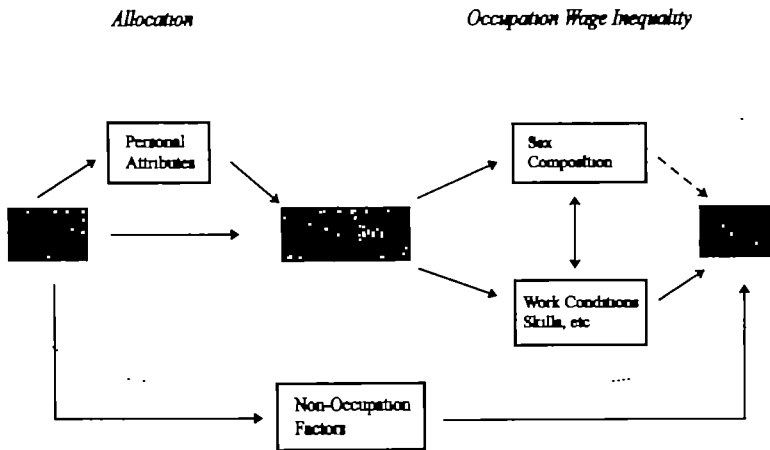 Allocation
Occupation Wage Inequality
Personal
Attributes
Sex
Composition
Work Conditions
Skills, etc
Non-Occupation
Factors